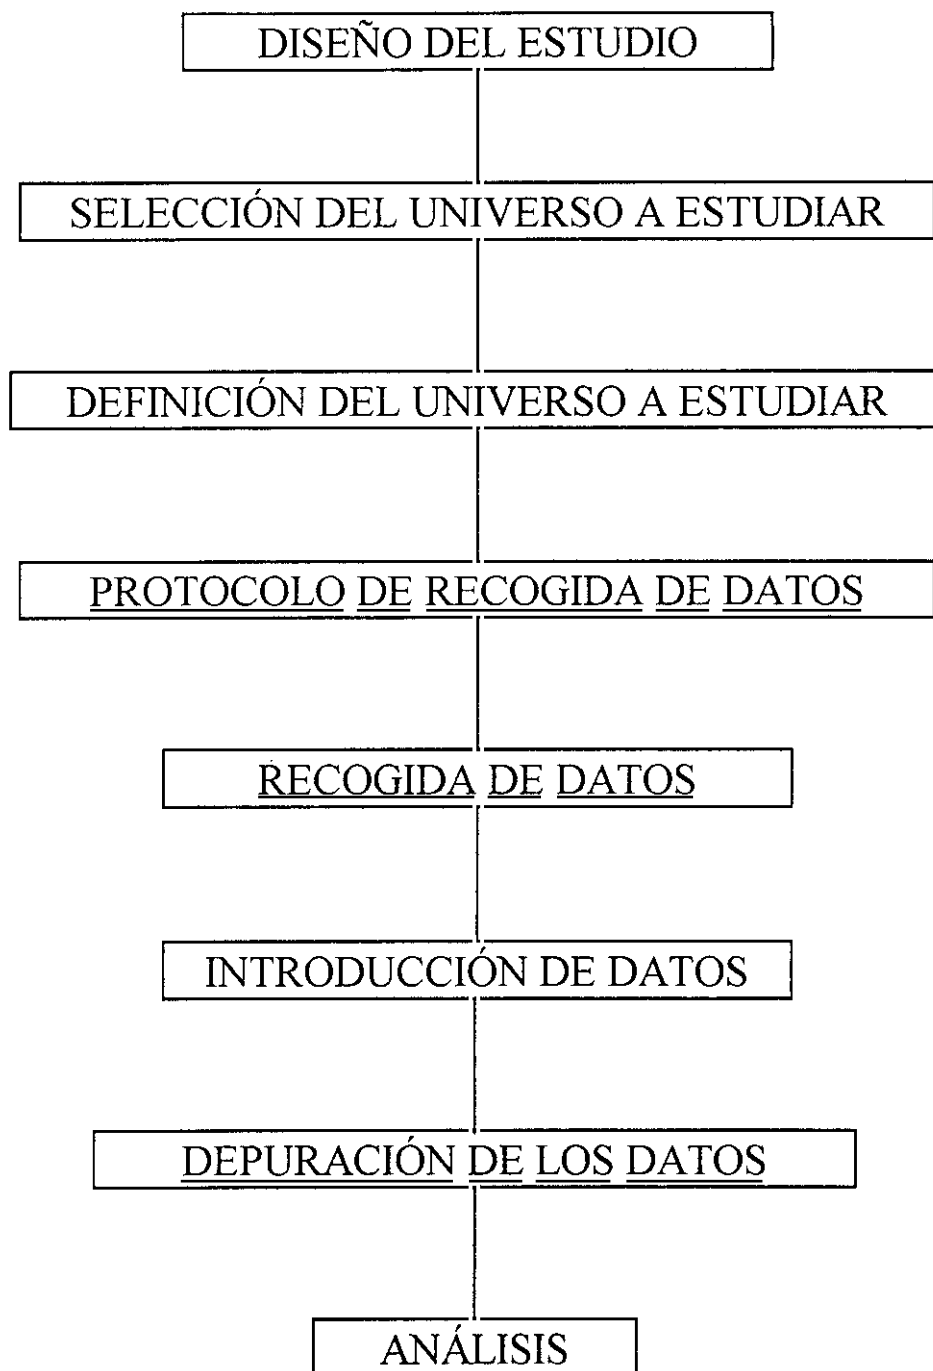 DISEÑO DEL ESTUDIO
SELECCIÓN DEL UNIVERSO A ESTUDIAR
DEFINICIÓN DEL UNIVERSO A ESTUDIAR
PROTOCOLO DE RECOGIDA DE DATOS
RECOGIDA DE DATOS
INTRODUCCIÓN DE DATOS
DEPURACIÓN DE LOS DATOS
ANÁLISIS